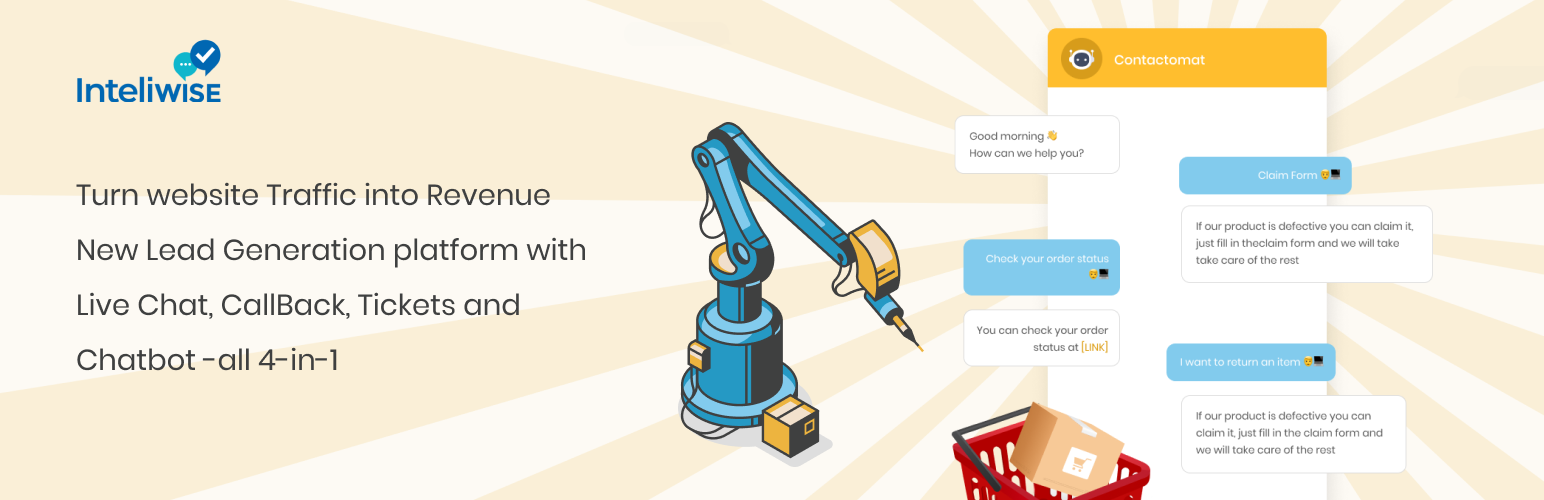 InteliWISE
Turn website Traffic into Revenue
New Lead Generation platform with
Live Chat, CallBack, Tickets and
Chatbot -all 4-in-1
Contactomat
Good morning 👋
How can we help you?
Claim Form 👨‍💻
If our product is defective you can claim it,
just fill in theclaim form and we will take
take care of the rest
Check your order status
👨‍💻
You can check your order
status at [LINK]
I want to return an item 👨‍💻
If our product is defective you can
claim it, just fill in the claim form and
we will take care of the rest